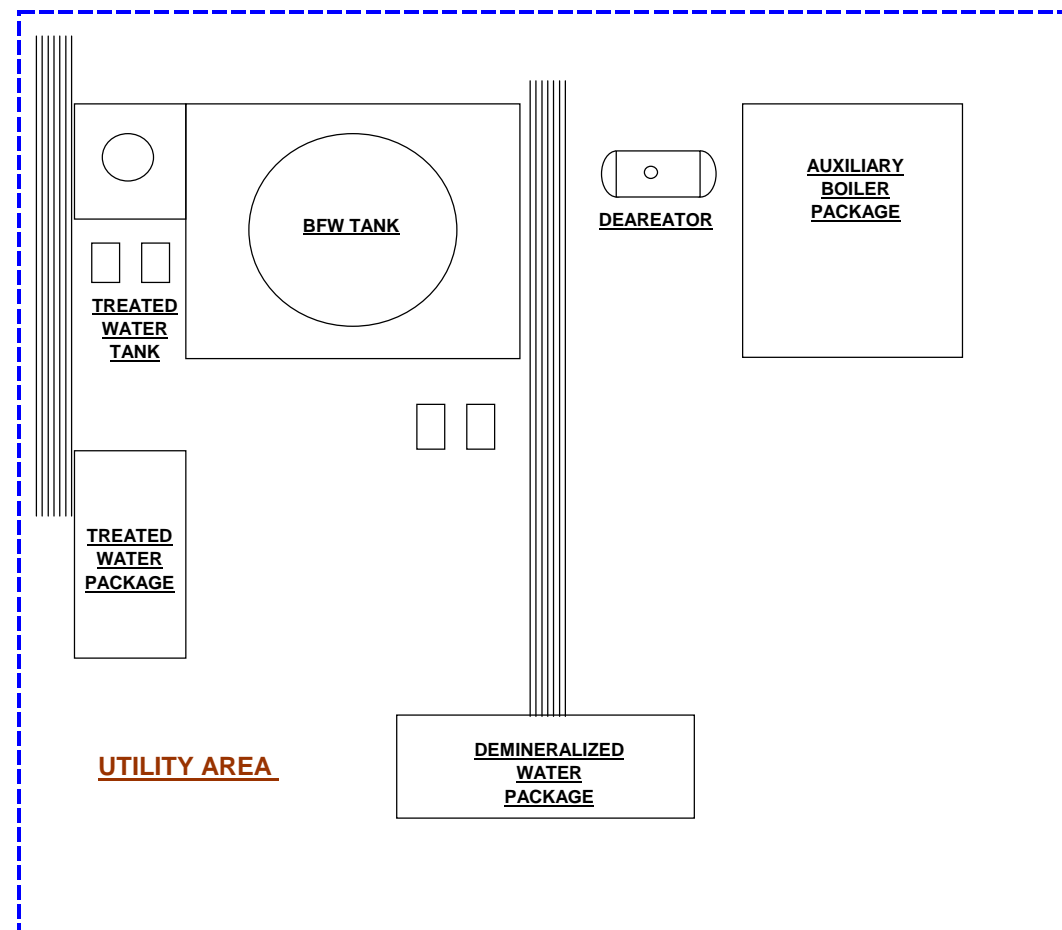 BFW TANK
DEAREATOR
AUXILIARY
BOILER
PACKAGE
TREATED
WATER
TANK
TREATED
WATER
PACKAGE
UTILITY AREA
DEMINERALIZED
WATER
PACKAGE